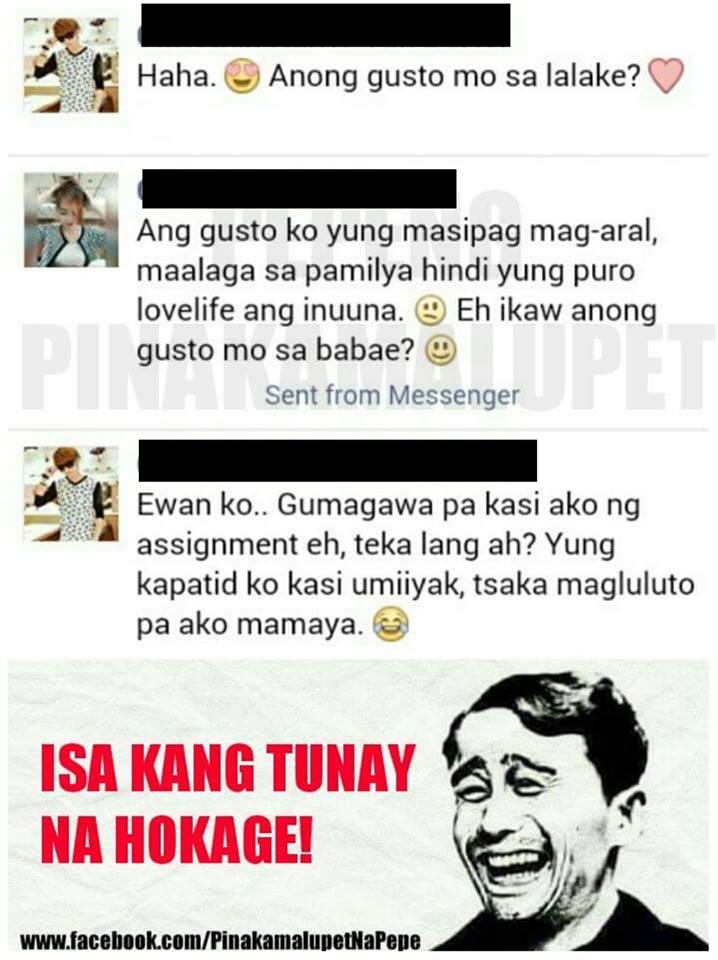 Haha. 😍 Anong gusto mo sa lalake? ❤
Ang gusto ko yung masipag mag-aral,
maalaga sa pamilya hindi yung puro
lovelife ang inuuna. 😕 Eh ikaw anong
gusto mo sa babae? 😃
Sent from Messenger
PEPENG
PINAKAMALUPET
Ewan ko.. Gumagawa pa kasi ako ng
assignment eh, teka lang ah? Yung
kapatid ko kasi umiiyak, tsaka magluluto
pa ako mamaya. 😂
ISA KANG TUNAY
NA HOKAGE!
www.facebook.com/PinakamalupetNaPepe